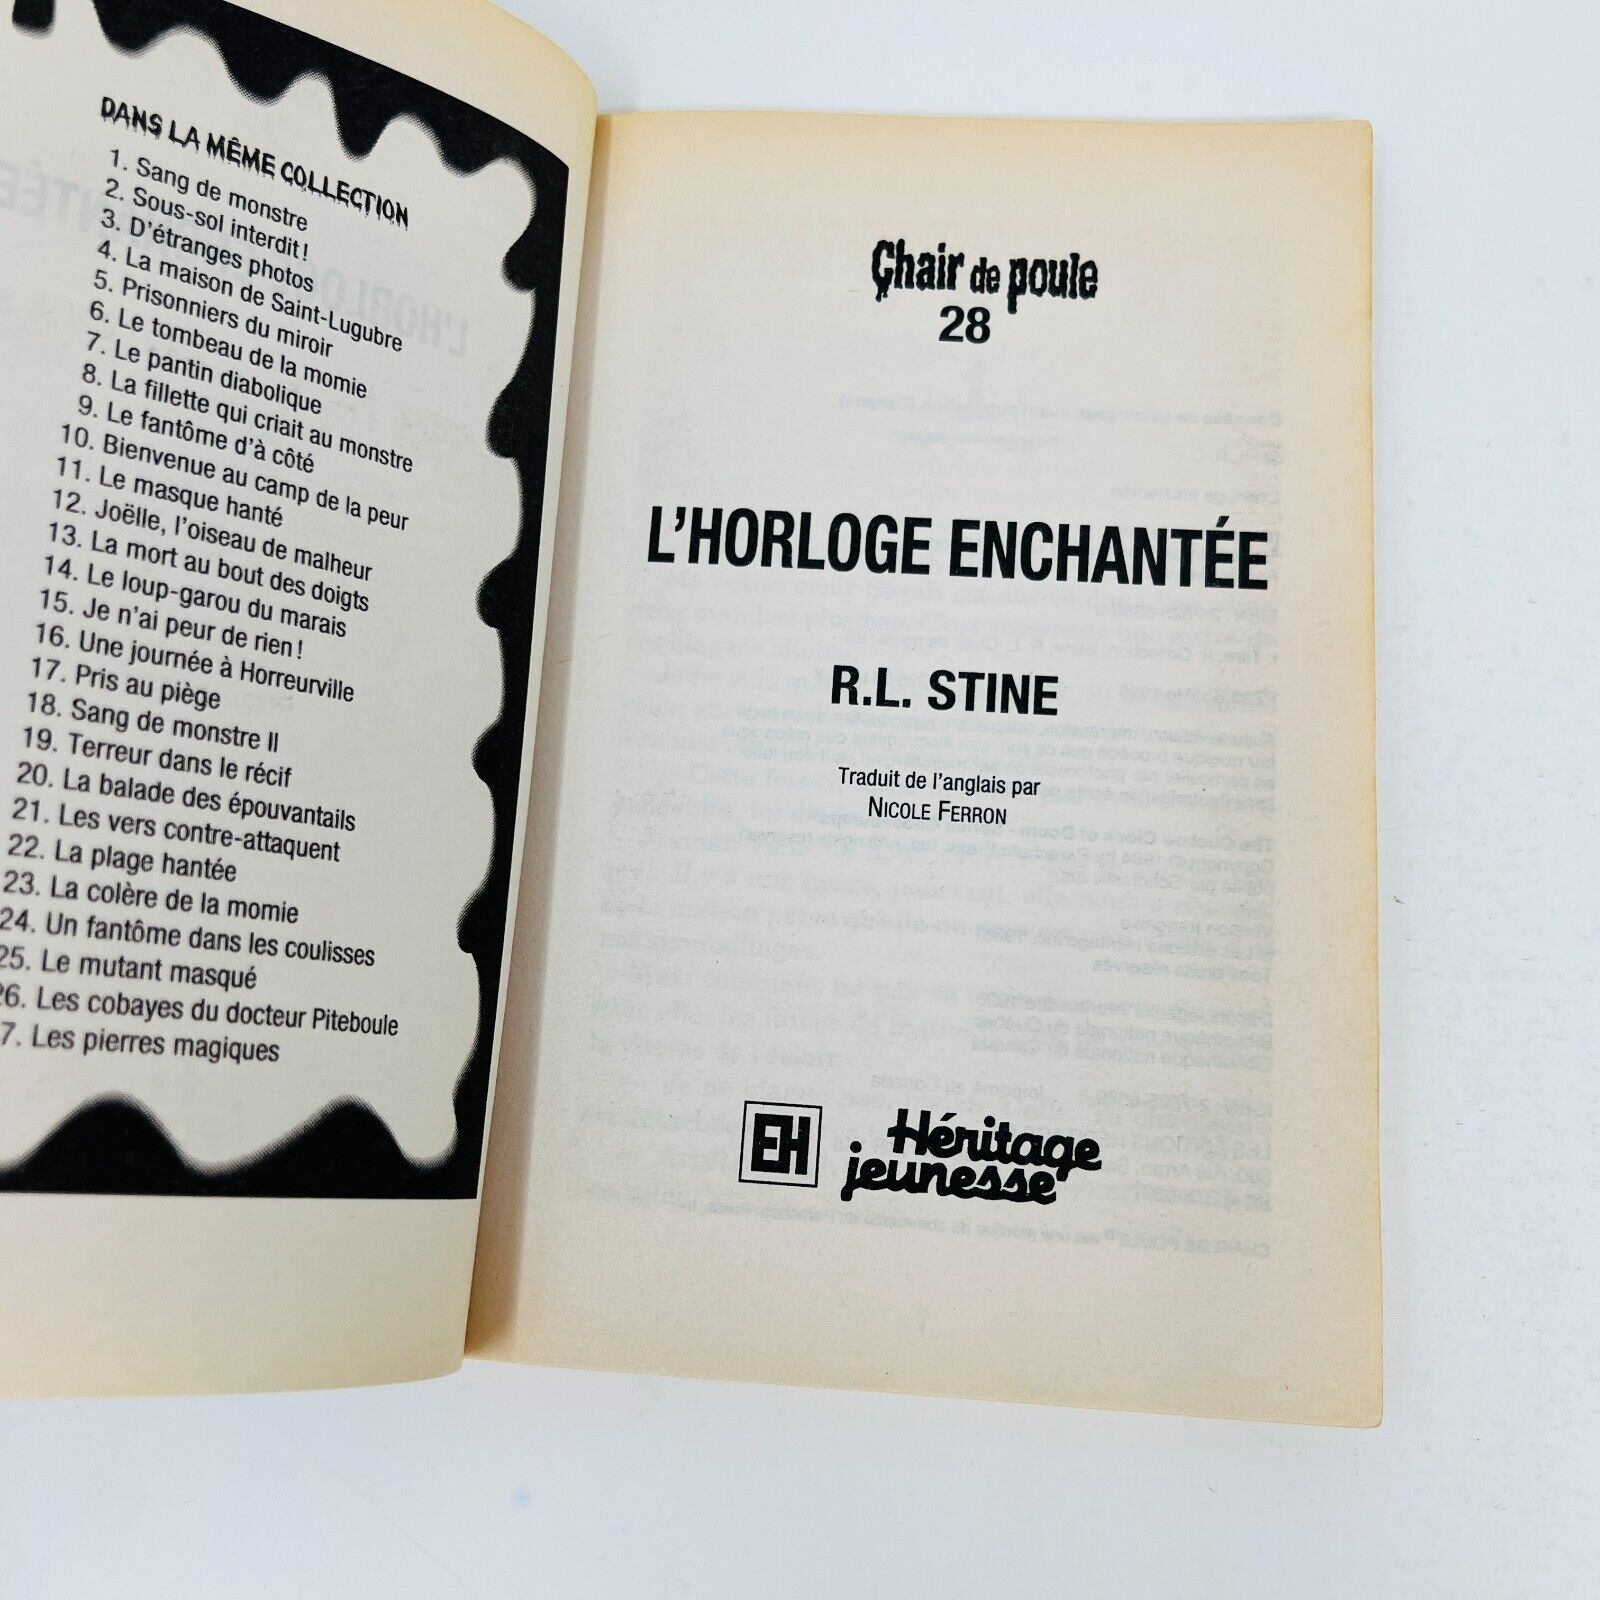 DANS LA MÊME COLLECTION
1. Sang de monstre
2. Sous-sol interdit!
3. D'étranges photos
4. La maison de Saint-Lugubre
5. Prisonniers du miroir
6. Le tombeau de la momie
7. Le pantin diabolique
8. La fillette qui criait au monstre
9. Le fantôme d'à côté
10. Bienvenue au camp de la peur
11. Le masque hanté
12. Joëlle, l'oiseau de malheur
13. La mort au bout des doigts
14. Le loup-garou du marais
15. Je n'ai peur de rien!
16. Une journée à Horreurville
17. Pris au piège
18. Sang de monstre II
19. Terreur dans le récif
20. La balade des épouvantails
21. Les vers contre-attaquent
22. La plage hantée
23. La colère de la momie
24. Un fantôme dans les coulisses
25. Le mutant masqué
26. Les cobayes du docteur Piteboule
7. Les pierres magiques
Chair de poule
28
L'HORLOGE ENCHANTÉE
R.L. STINE
Traduit de l'anglais par
NICOLE FERRON
EH Héritage
jeunesse